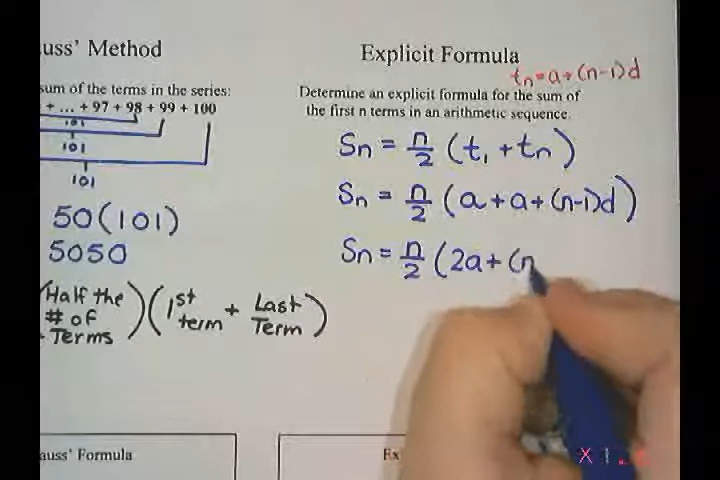 uss' Method
sum of the terms in the series:
+ ... + 97 + 98 + 99 + 100
101
101
101
50(101)
5050
(Half the # of Terms)(1st term + Last Term)
Explicit Formula
tn=a+(n-1)d
Determine an explicit formula for the sum of
the first n terms in an arithmetic sequence.
Sn = n/2 (t1 + tn)
Sn = n/2 (a + a + (n-1)d)
Sn = n/2 (2a + (n
auss' Formula
Ex
X 1.